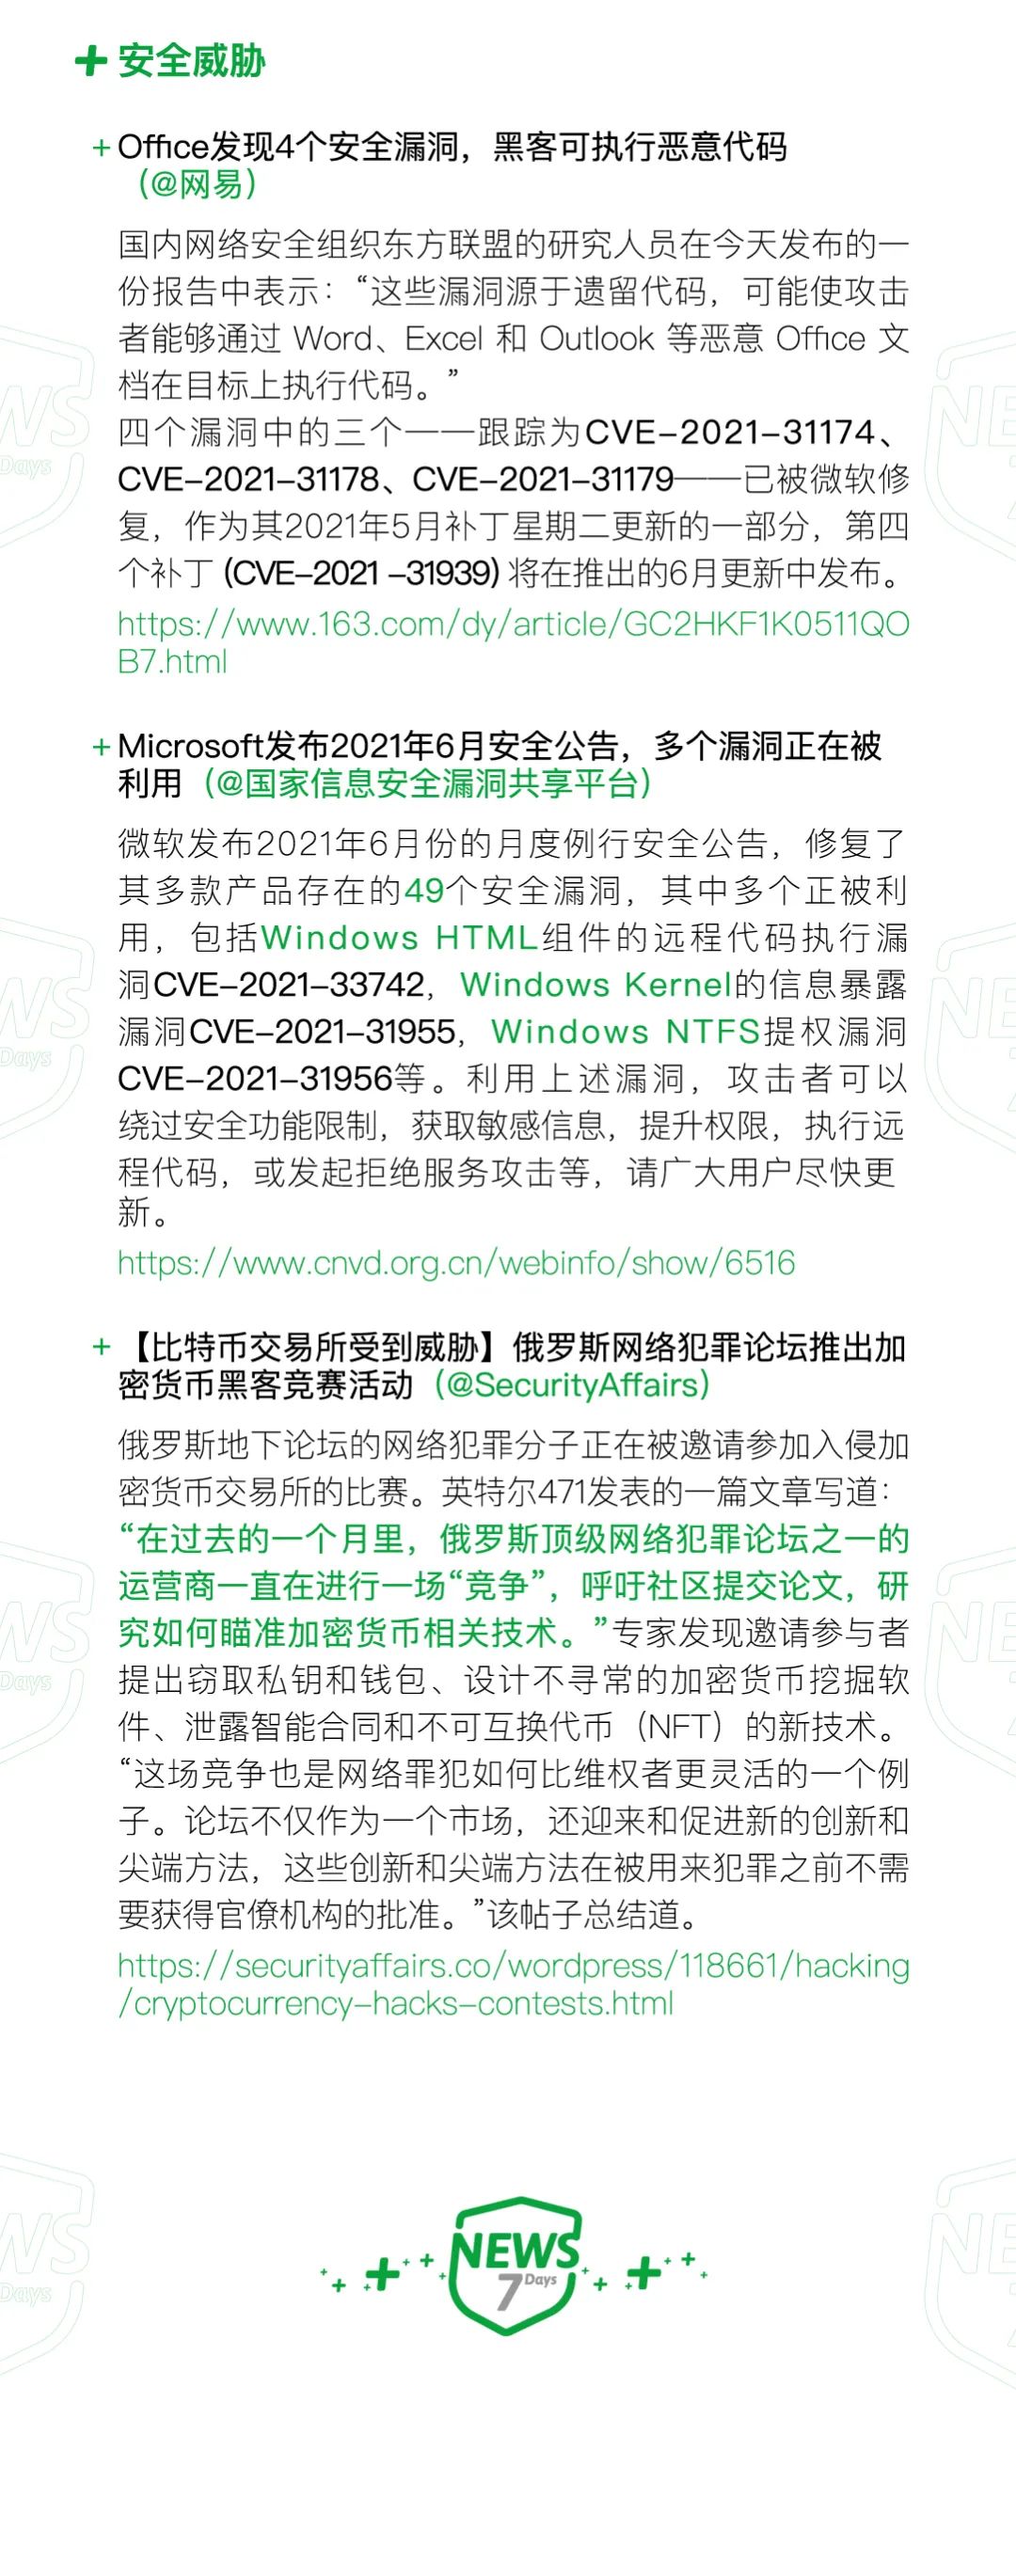 安全威胁
+ Office发现4个安全漏洞，黑客可执行恶意代码
（@网易）
国内网络安全组织东方联盟的研究人员在今天发布的一
份报告中表示：“这些漏洞源于遗留代码，可能使攻击
者能够通过 Word、Excel 和 Outlook 等恶意 Office 文
档在目标上执行代码。”
四个漏洞中的三个——跟踪为CVE-2021-31174、
CVE-2021-31178、CVE-2021-31179——已被微软修
复，作为其2021年5月补丁星期二更新的一部分，第四
个补丁 (CVE-2021 -31939) 将在推出的6月更新中发布。
https://www.163.com/dy/article/GC2HKF1K0511QO
B7.html
+ Microsoft发布2021年6月安全公告，多个漏洞正在被
利用（@国家信息安全漏洞共享平台）
微软发布2021年6月份的月度例行安全公告，修复了
其多款产品存在的49个安全漏洞，其中多个正被利
用，包括Windows HTML组件的远程代码执行漏
洞CVE-2021-33742，Windows Kernel的信息暴露
漏洞CVE-2021-31955，Windows NTFS提权漏洞
CVE-2021-31956等。利用上述漏洞，攻击者可以
绕过安全功能限制，获取敏感信息，提升权限，执行远
程代码，或发起拒绝服务攻击等，请广大用户尽快更
新。
https://www.cnvd.org.cn/webinfo/show/6516
+ 【比特币交易所受到威胁】俄罗斯网络犯罪论坛推出加
密货币黑客竞赛活动（@SecurityAffairs）
俄罗斯地下论坛的网络犯罪分子正在被邀请参加入侵加
密货币交易所的比赛。英特尔471发表的一篇文章写道：
“在过去的一个月里，俄罗斯顶级网络犯罪论坛之一的
运营商一直在进行一场“竞争”，呼吁社区提交论文，研
究如何瞄准加密货币相关技术。”专家发现邀请参与者
提出窃取私钥和钱包、设计不寻常的加密货币挖掘软
件、泄露智能合同和不可互换代币（NFT）的新技术。
“这场竞争也是网络罪犯如何比维权者更灵活的一个例
子。论坛不仅作为一个市场，还迎来和促进新的创新和
尖端方法，这些创新和尖端方法在被用来犯罪之前不需
要获得官僚机构的批准。”该帖子总结道。
https://securityaffairs.co/wordpress/118661/hacking
/cryptocurrency-hacks-contests.html
NEWS
7 Days